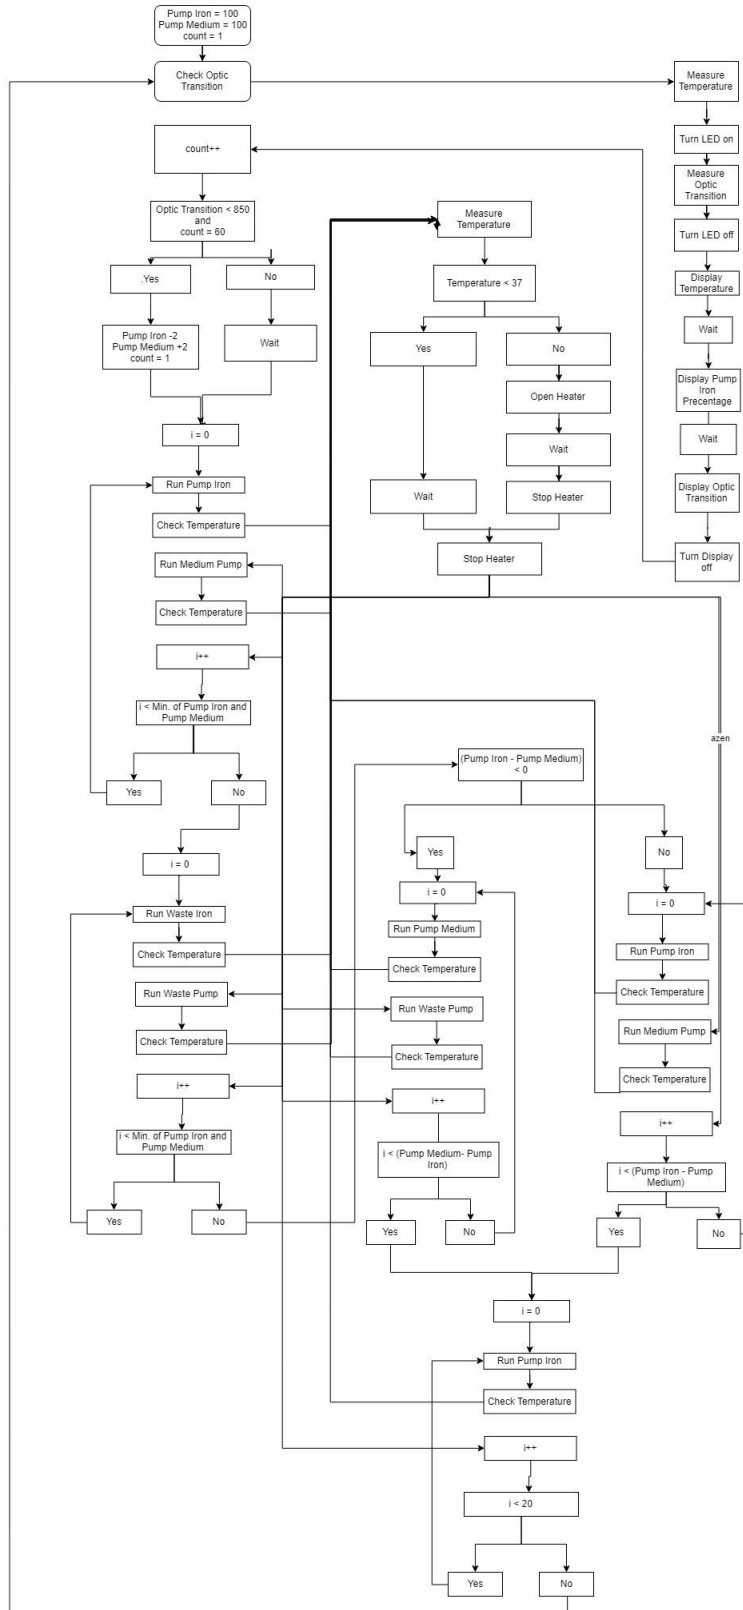 Pump Iron = 100
Pump Medium = 100
count = 1
Check Optic
Transition
Measure
Temperature
Turn LED on
Measure
Optic
Transition
Turn LED off
Display
Temperature
Wait
Display Pump
Iron
Precentage
Wait
Display Optic
Transition
Turn Display
off
count++
Optic Transition < 850
and
count = 60
.Yes
No
Pump Iron -2
Pump Medium +2
count = 1
Wait
i = 0
Run Pump Iron
Check Temperature
Run Medium Pump
Check Temperature
i++
i < Min. of Pump Iron and
Pump Medium
Yes
No
i = 0
Run Waste Iron
Check Temperature
Run Waste Pump
Check Temperature
i++
i < Min. of Pump Iron and
Pump Medium
Yes
No
Measure
Temperature
Temperature < 37
Yes
No
Open Heater
Wait
Wait
Stop Heater
Stop Heater
azen
(Pump Iron - Pump Medium)
< 0
Yes
No
i = 0
Run Pump Medium
Check Temperature
Run Waste Pump
Check Temperature
i++
i < (Pump Medium- Pump
Iron)
Yes
No
i = 0
Run Pump Iron
Check Temperature
Run Medium Pump
Check Temperature
i++
i < (Pump Iron - Pump
Medium)
Yes
No
i = 0
Run Pump Iron
Check Temperature
i++
i < 20
Yes
No